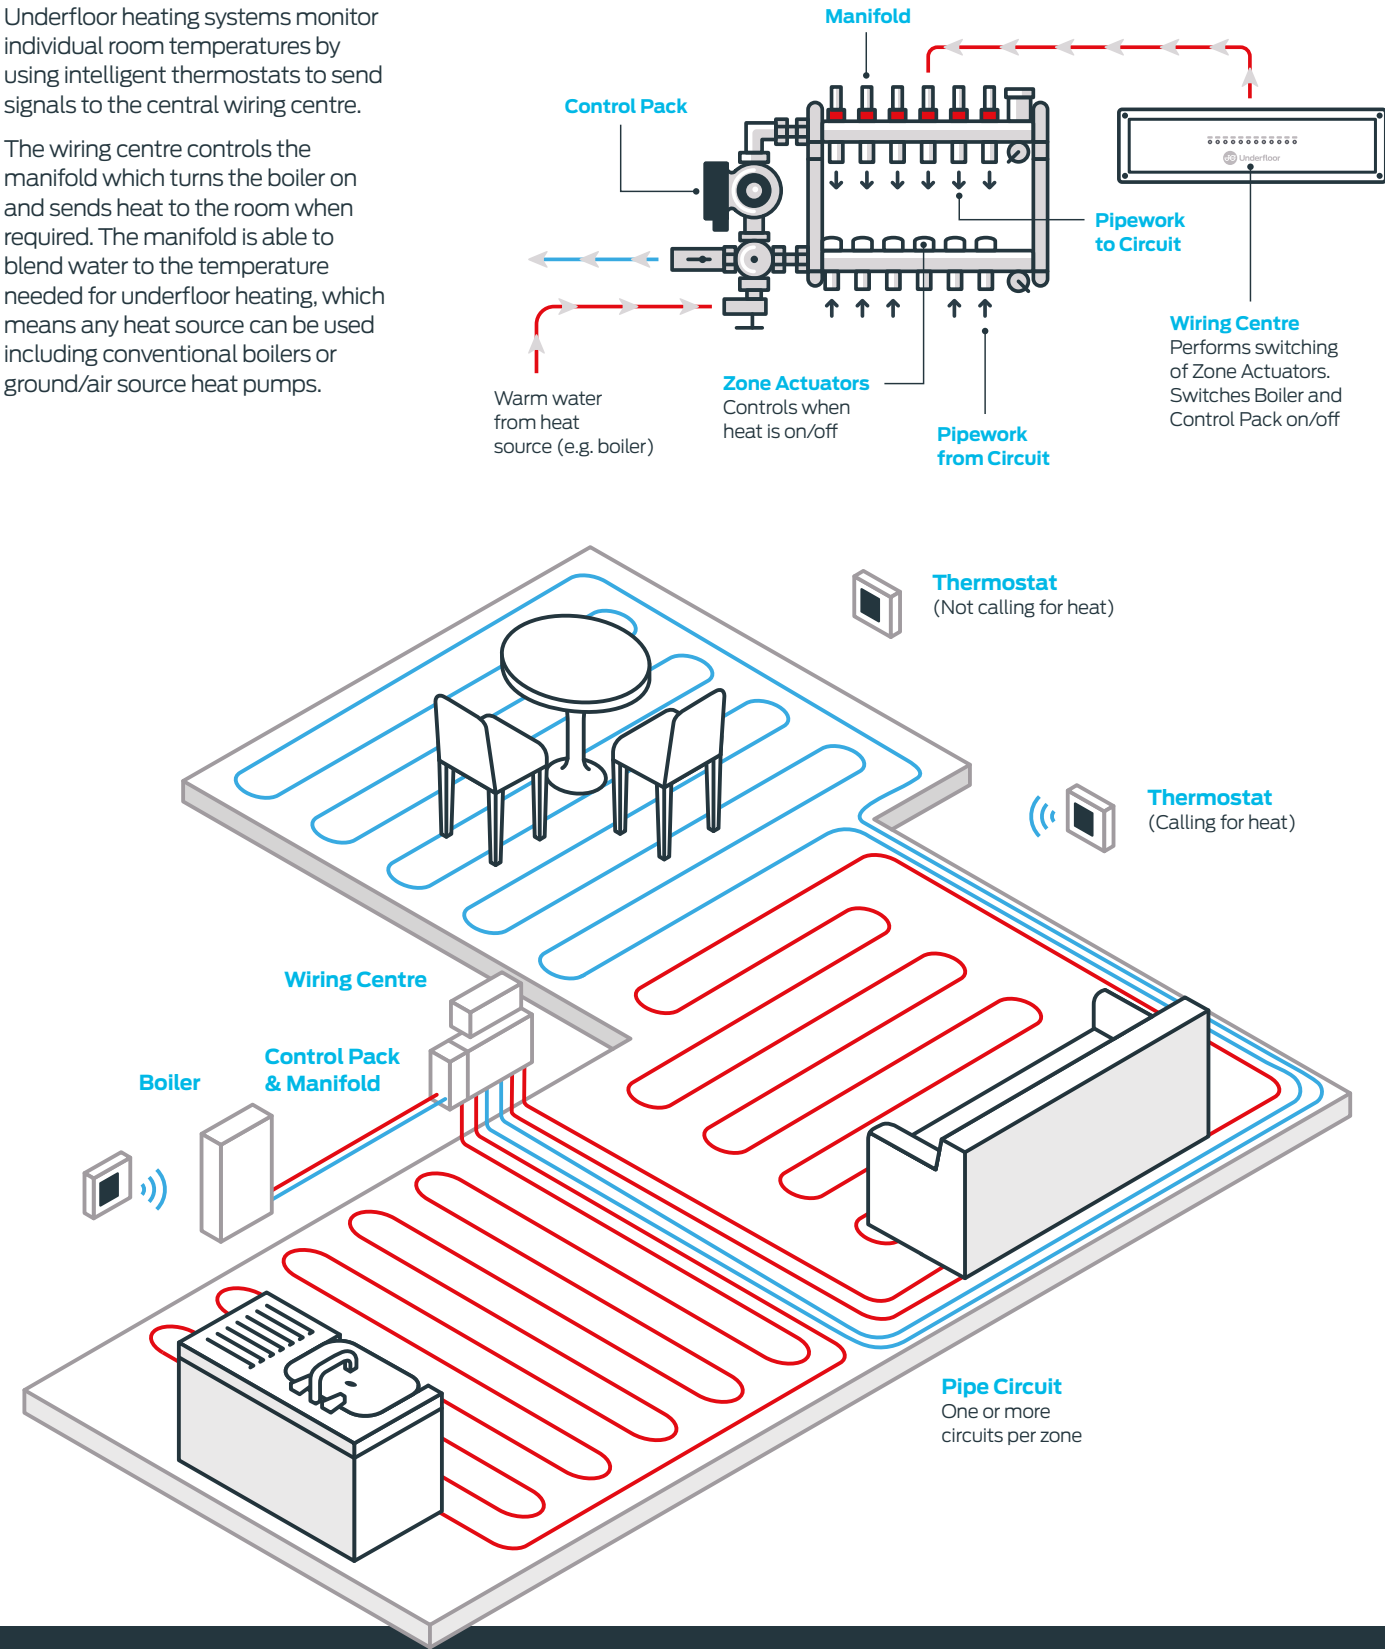 Underfloor heating systems monitor
individual room temperatures by
using intelligent thermostats to send
signals to the central wiring centre.
The wiring centre controls the
manifold which turns the boiler on
and sends heat to the room when
required. The manifold is able to
blend water to the temperature
needed for underfloor heating, which
means any heat source can be used
including conventional boilers or
ground/air source heat pumps.
Manifold
Control Pack
Underfloor
Pipework
to Circuit
Wiring Centre
Performs switching
of Zone Actuators.
Switches Boiler and
Control Pack on/off
Zone Actuators
Controls when
heat is on/off
Warm water
from heat
source (e.g. boiler)
Pipework
from Circuit
Thermostat
(Not calling for heat)
Thermostat
(Calling for heat)
Wiring Centre
Control Pack
& Manifold
Boiler
Pipe Circuit
One or more
circuits per zone